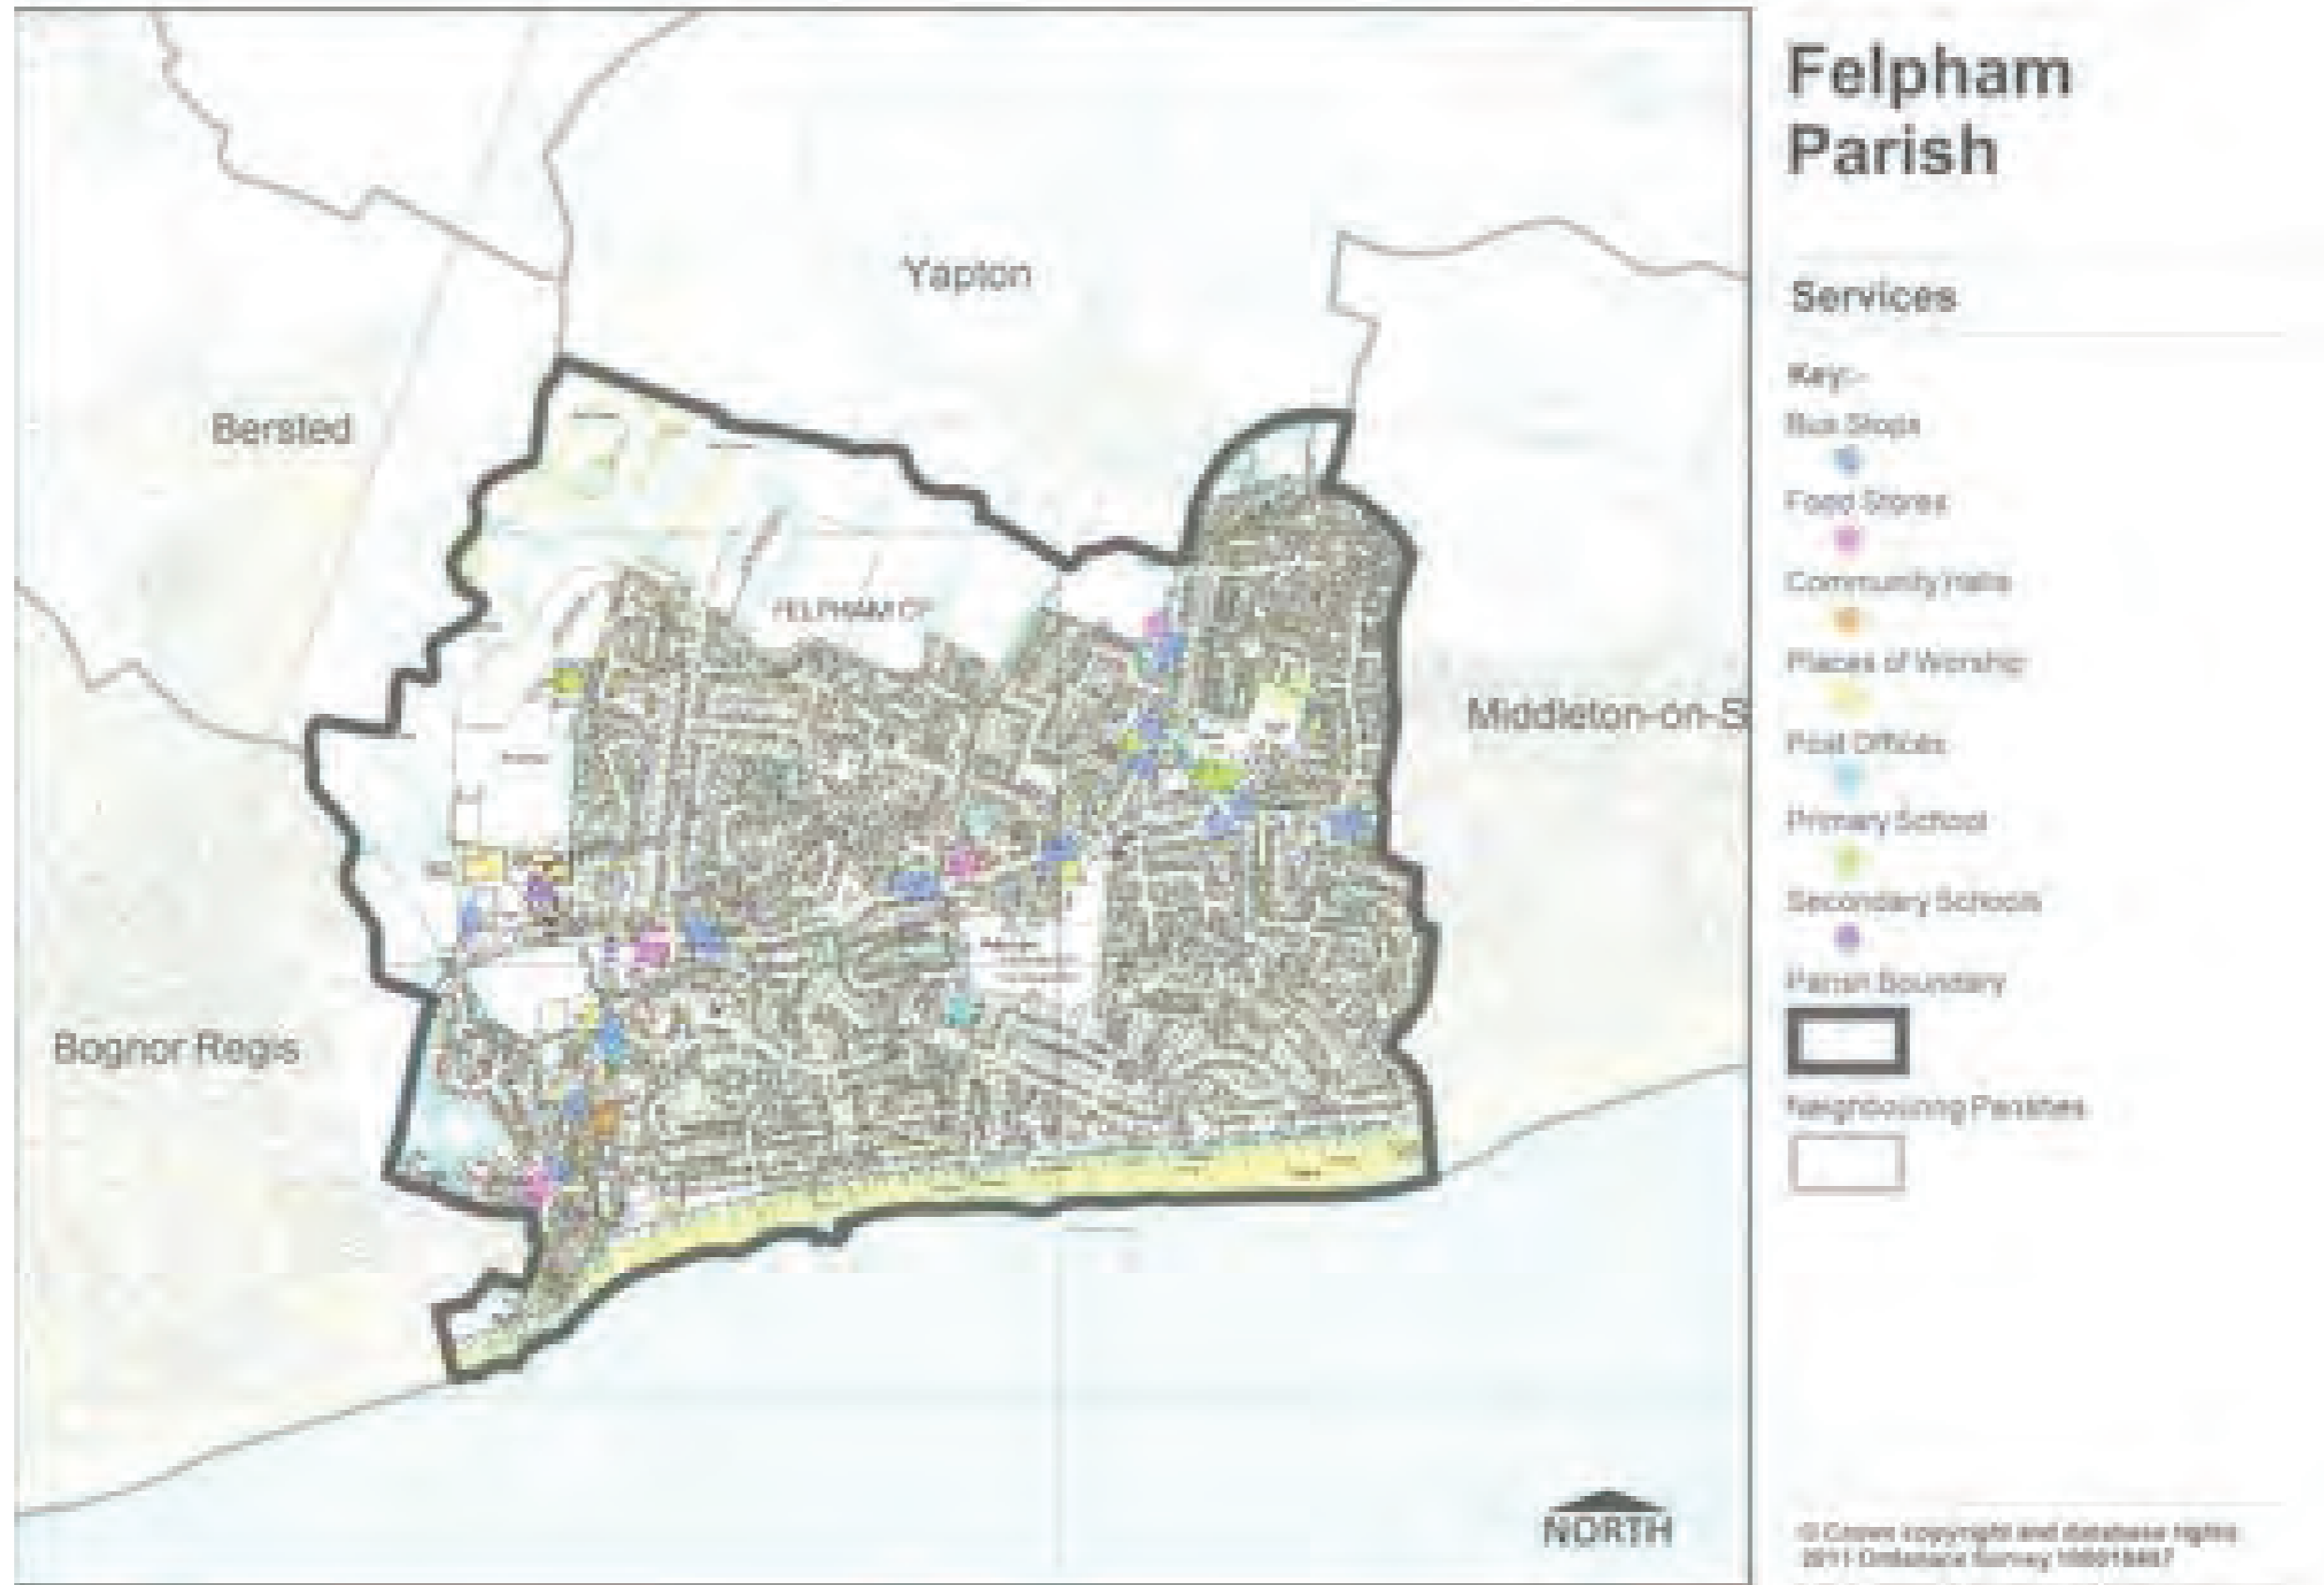 Felpham
Parish
Services
Key:-
Bus Stops
Food Stores
Community Halls
Places of Worship
Post Offices
Primary School
Secondary Schools
Parish Boundary
Neighbouring Parishes
Yapton
Bersted
FELPHAM CP
Middleton-on-S
Bognor Regis
NORTH
© Crown copyright and database rights
2011 Ordnance Survey